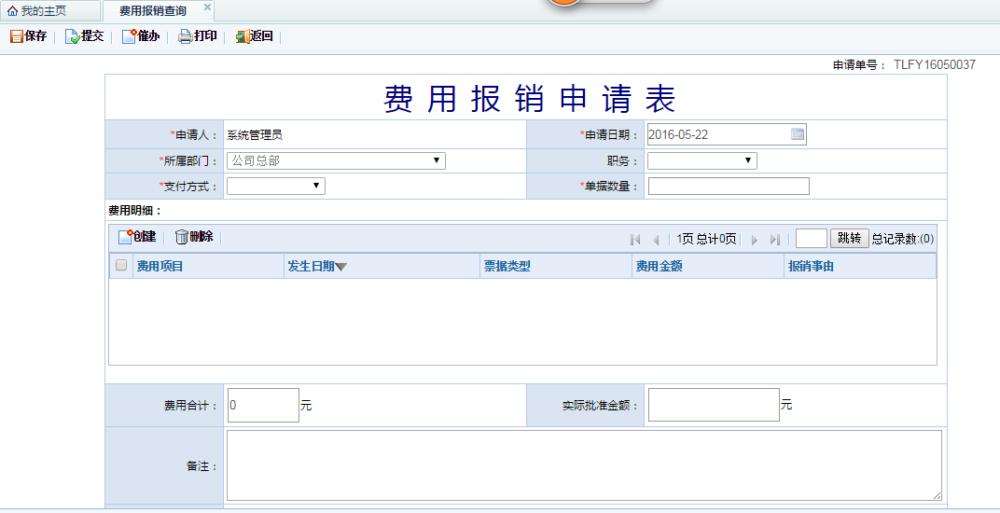 我的主页 费用报销查询
保存 提交 催办 打印 返回
申请单号： TLFY16050037
费用报销申请表
*申请人： 系统管理员 *申请日期： 2016-05-22
*所属部门： 公司总部 职务：
*支付方式： *单据数量：
费用明细：
创建 删除 1页 总计0页 跳转 总记录数:(0)
费用项目 发生日期 票据类型 费用金额 报销事由
费用合计： 0 元 实际批准金额： 元
备注：